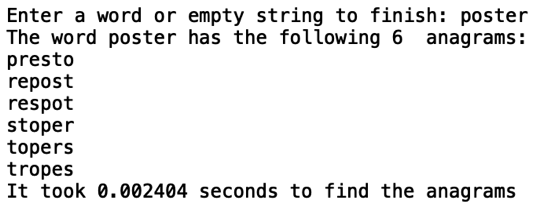 Enter a word or empty string to finish: poster
The word poster has the following 6  anagrams:
presto
repost
respot
stoper
topers
tropes
It took 0.002404 seconds to find the anagrams